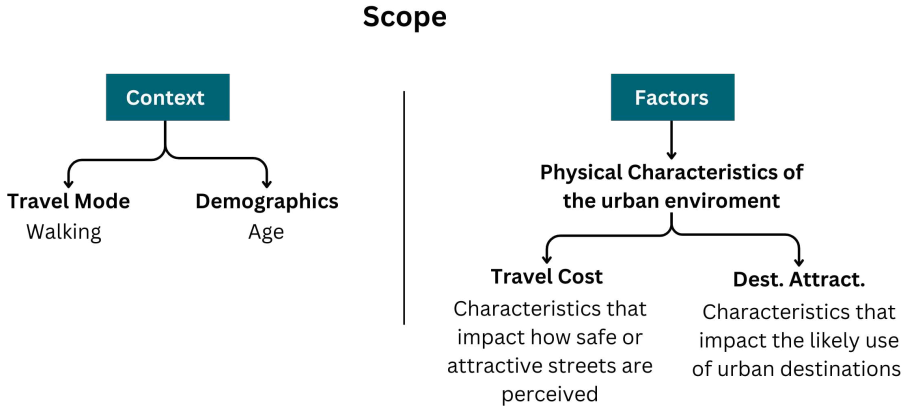 Scope
Context
Travel Mode
Walking
Demographics
Age
Factors
Physical Characteristics of
the urban enviroment
Travel Cost
Characteristics that
impact how safe or
attractive streets are
perceived
Dest. Attract.
Characteristics that
impact the likely use
of urban destinations